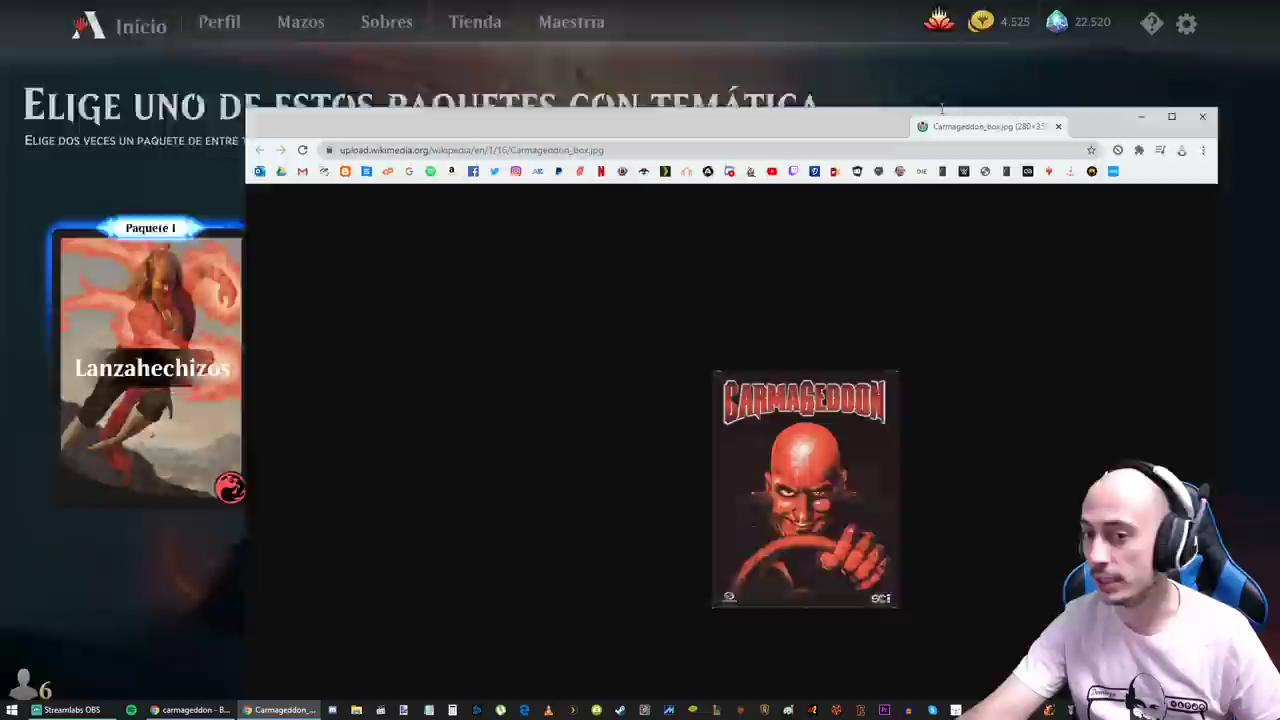 Inicio Perfil Mazos Sobres Tienda Maestría 4.525 22.520
ELIGE UNO DE ESTOS PAQUETES CON TEMÁTICA
ELIGE DOS VECES UN PAQUETE DE ENTRE
Carmageddon_box.jpg (280×35
upload.wikimedia.org/wikipedia/en/1/16/Carmageddon_box.jpg
DIE
Paquete 1
Lanzahechizos
CARMAGEDDON
SCi
6
Streamlabs OBS carmageddon - B... Carmageddon_...